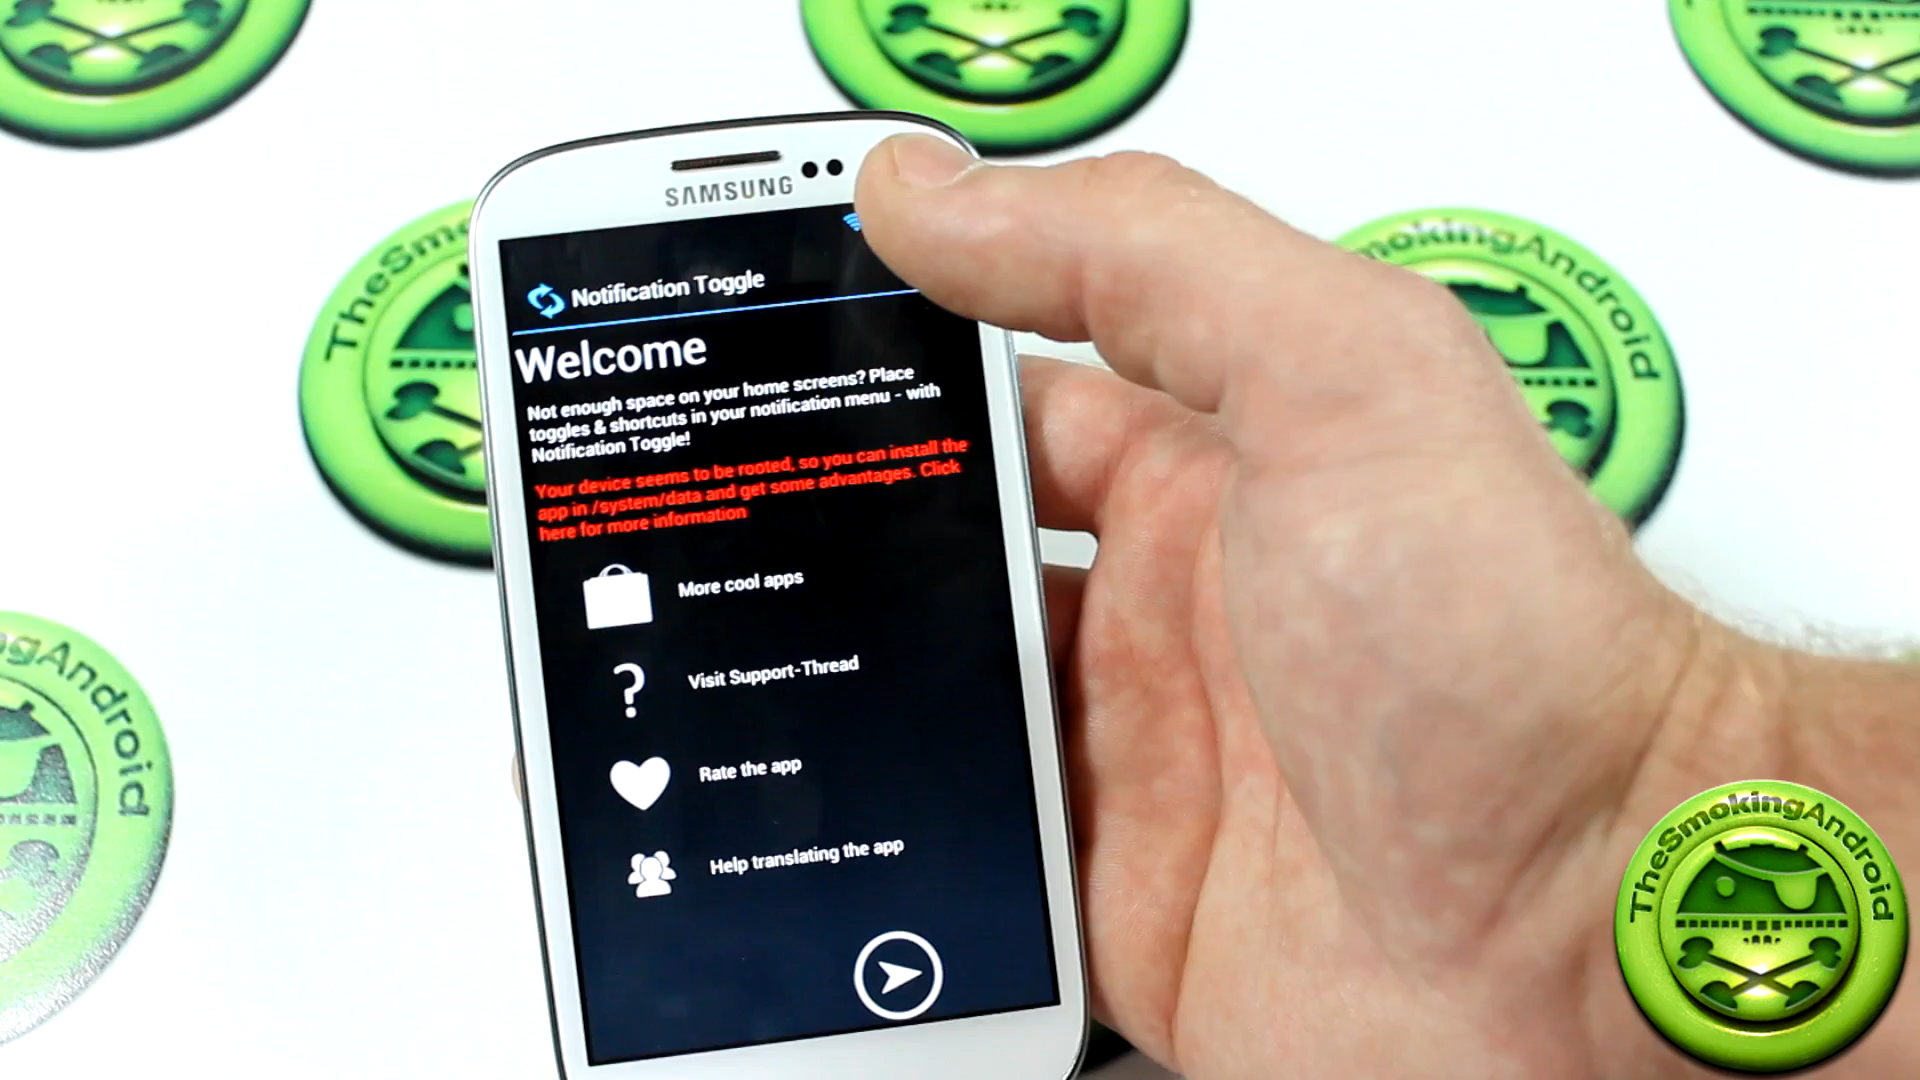 SAMSUNG
Notification Toggle
Welcome
Not enough space on your home screens? Place
toggles & shortcuts in your notification menu - with
Notification Toggle!
Your device seems to be rooted, so you can install the
app in /system/data and get some advantages. Click
here for more information
More cool apps
Visit Support-Thread
Rate the app
Help translating the app
TheSmo
mokingAndroid
ngAndroid
TheSmokingAndroid